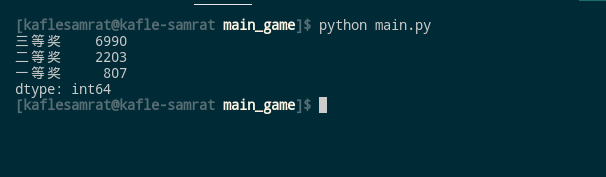 [kaflesamrat@kafle-samrat main_game]$ python main.py
三等奖    6990
二等奖    2203
一等奖     807
dtype: int64
[kaflesamrat@kafle-samrat main_game]$